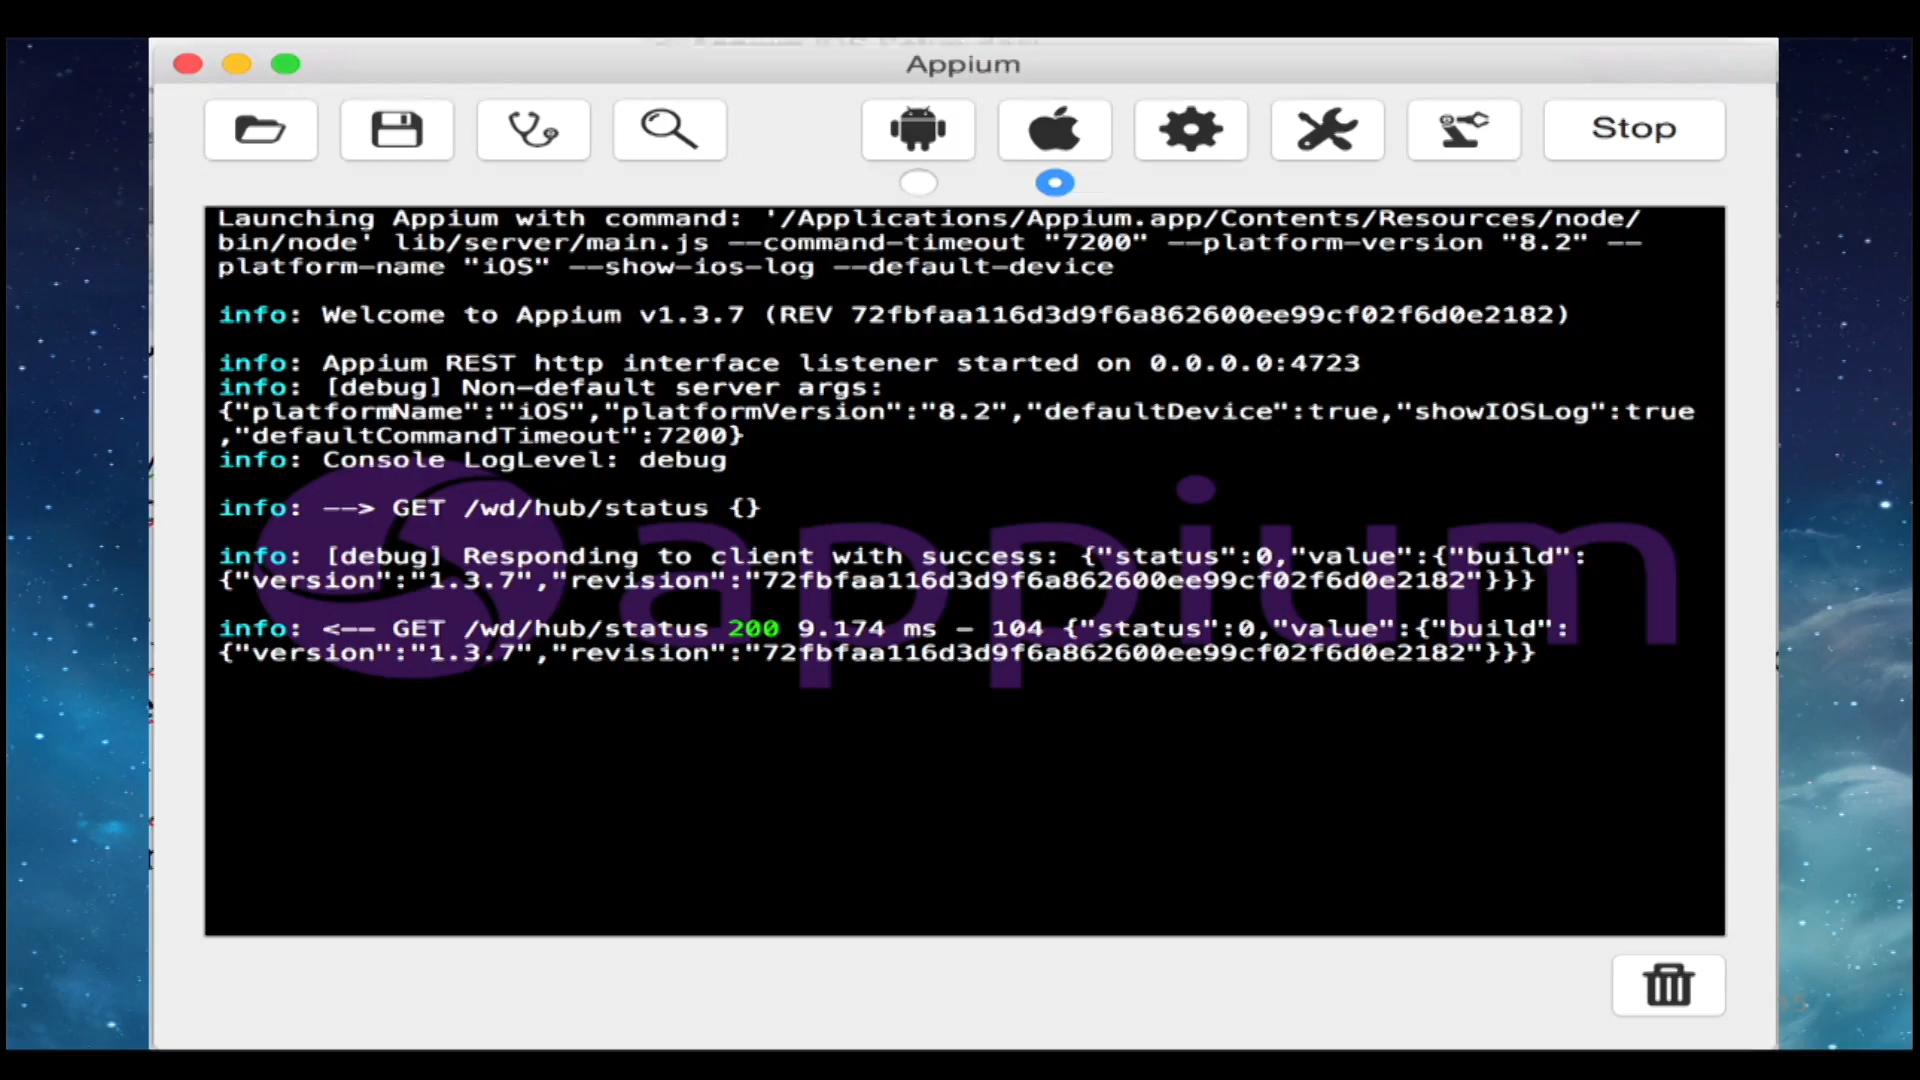 Appium
Stop
Launching Appium with command: '/Applications/Appium.app/Contents/Resources/node/
bin/node' lib/server/main.js --command-timeout "7200" --platform-version "8.2" --
platform-name "iOS" --show-ios-log --default-device
info: Welcome to Appium v1.3.7 (REV 72fbfaa116d3d9f6a862600ee99cf02f6d0e2182)
info: Appium REST http interface listener started on 0.0.0.0:4723
info: [debug] Non-default server args:
{"platformName":"iOS","platformVersion":"8.2","defaultDevice":true,"showIOSLog":true
,"defaultCommandTimeout":7200}
info: Console LogLevel: debug
info: --> GET /wd/hub/status {}
info: [debug] Responding to client with success: {"status":0,"value":{"build":
{"version":"1.3.7","revision":"72fbfaa116d3d9f6a862600ee99cf02f6d0e2182"}}}
info: <-- GET /wd/hub/status 200 9.174 ms - 104 {"status":0,"value":{"build":
{"version":"1.3.7","revision":"72fbfaa116d3d9f6a862600ee99cf02f6d0e2182"}}}
appium